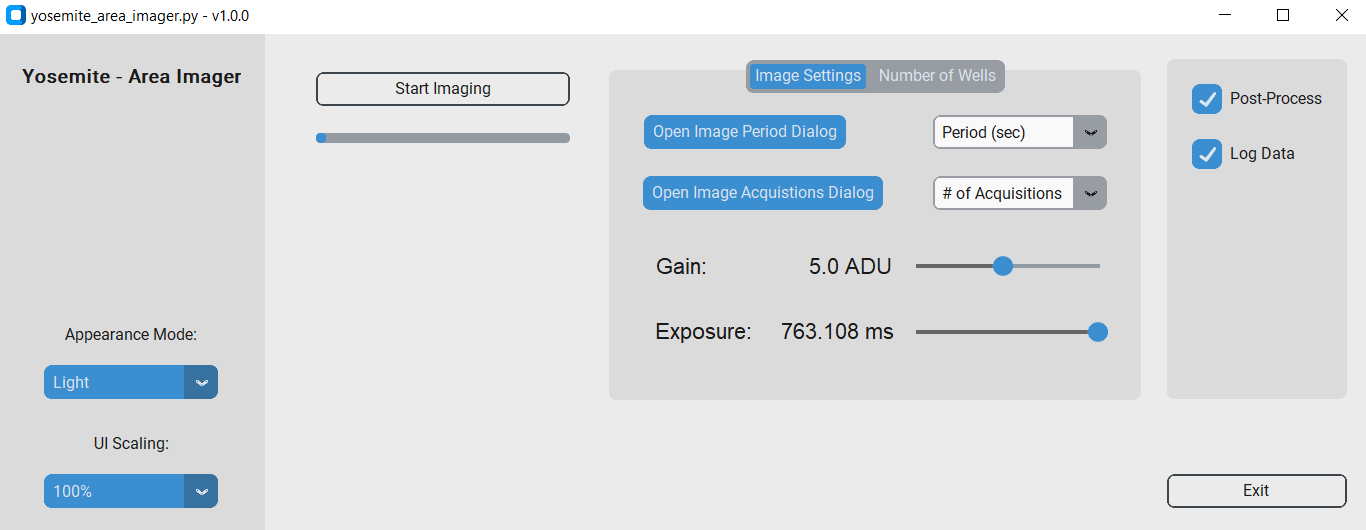 yosemite_area_imager.py - v1.0.0
Yosemite - Area Imager
Appearance Mode:
Light
UI Scaling:
100%
Start Imaging
Image Settings
Number of Wells
Open Image Period Dialog
Period (sec)
Open Image Acquistions Dialog
# of Acquisitions
Gain:
5.0 ADU
Exposure:
763.108 ms
Post-Process
Log Data
Exit